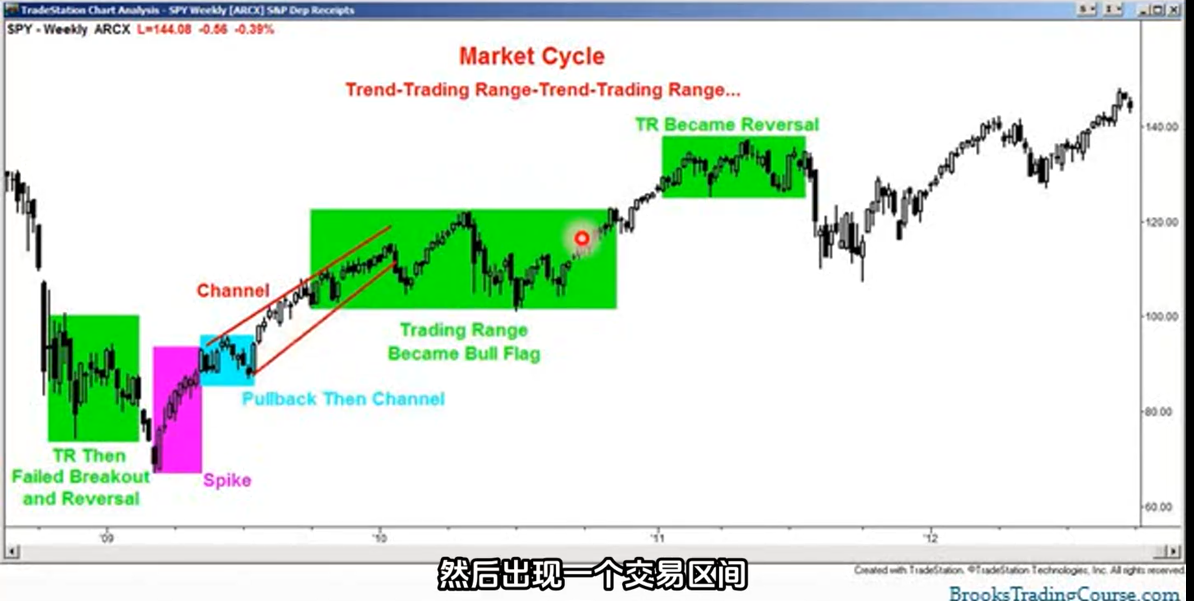 TradeStation Chart Analysis - SPY Weekly [ARCX] S&P Dep Receipts
SPY - Weekly ARCX L=144.08 -0.56 -0.39%
Market Cycle
Trend-Trading Range-Trend-Trading Range...
TR Became Reversal
140.00
120.00
Channel
100.00
Trading Range
Became Bull Flag
Pullback Then Channel
80.00
TR Then
Failed Breakout
and Reversal
Spike
60.00
'09
'10
'11
'12
然后出现一个交易区间
Created with TradeStation. ©TradeStation Technologies, Inc. All rights reserved.
BrooksTradingCourse.com